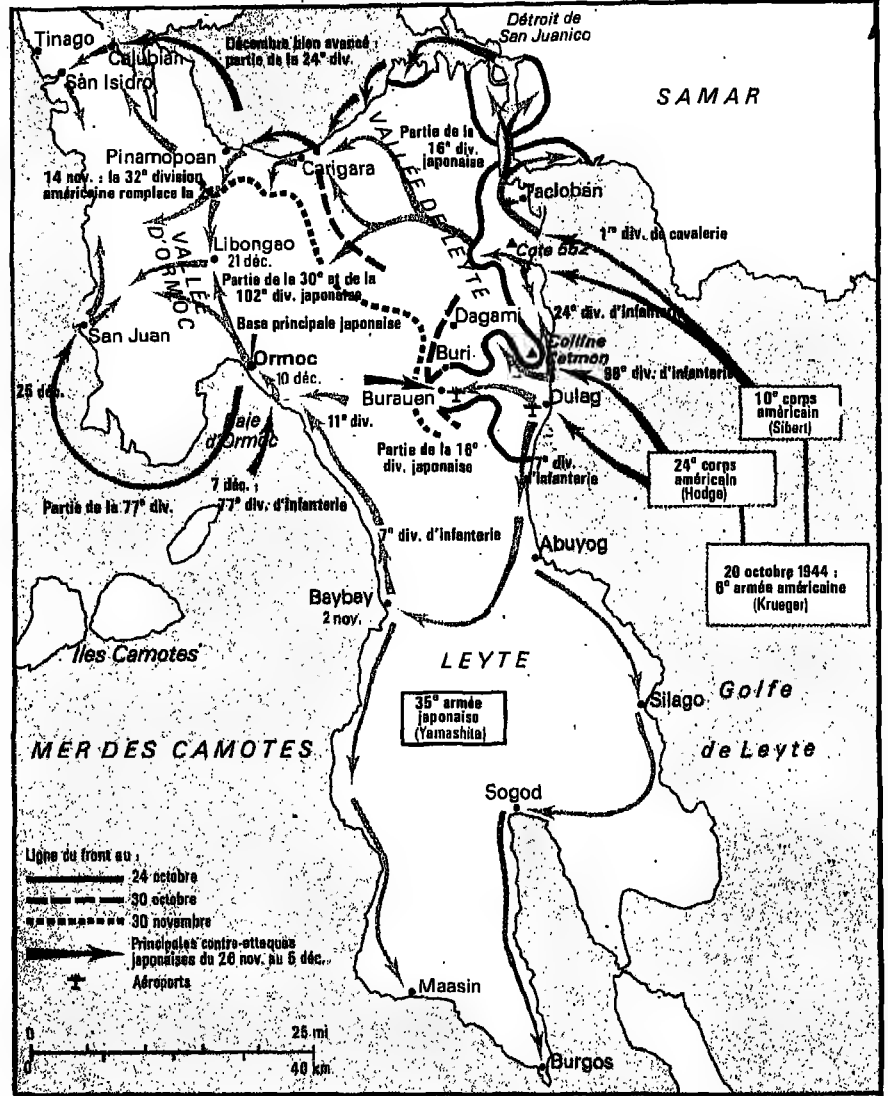 Détroit de
San Juanico
Tinago
Calubian
San Isidro
Décembre bien avancé :
partie de la 24e div.
SAMAR
VALLÉE DE LEYTE
Partie de la
16e div.
japonaise
Pinamopoan
Carigara
14 nov. : la 32e division
américaine remplace la
Tacloban
1re div. de cavalerie
Cote 552
VALLÉE
D'ORMOC
Libongao
21 déc.
Partie de la 30e et de la
102e div. japonaise
24e div. d'infanterie
Dagami
San Juan
Base principale japonaise
Colline
Catmon
Buri
Ormoc
10 déc.
96e div. d'infanterie
Burauen
Dulag
10e corps
américain
(Sibert)
Baie
d'Ormoc
11e div.
Partie de la 16e
div. japonaise
7e div.
d'infanterie
24e corps
américain
(Hodge)
Partie de la 77e div.
7 déc. :
77e div. d'infanterie
7e div. d'infanterie
Abuyog
20 octobre 1944 :
6e armée américaine
(Krueger)
Baybay
2 nov.
Iles Camotes
LEYTE
35e armée
japonaise
(Yamashita)
Silago
Golfe
de Leyte
MER DES CAMOTES
Sogod
Ligne du front au :
24 octobre
30 octobre
30 novembre
Principales contre-attaques
japonaises du 26 nov. au 6 déc.
Aéroports
Maasin
0 25 mi
0 40 km
Burgos